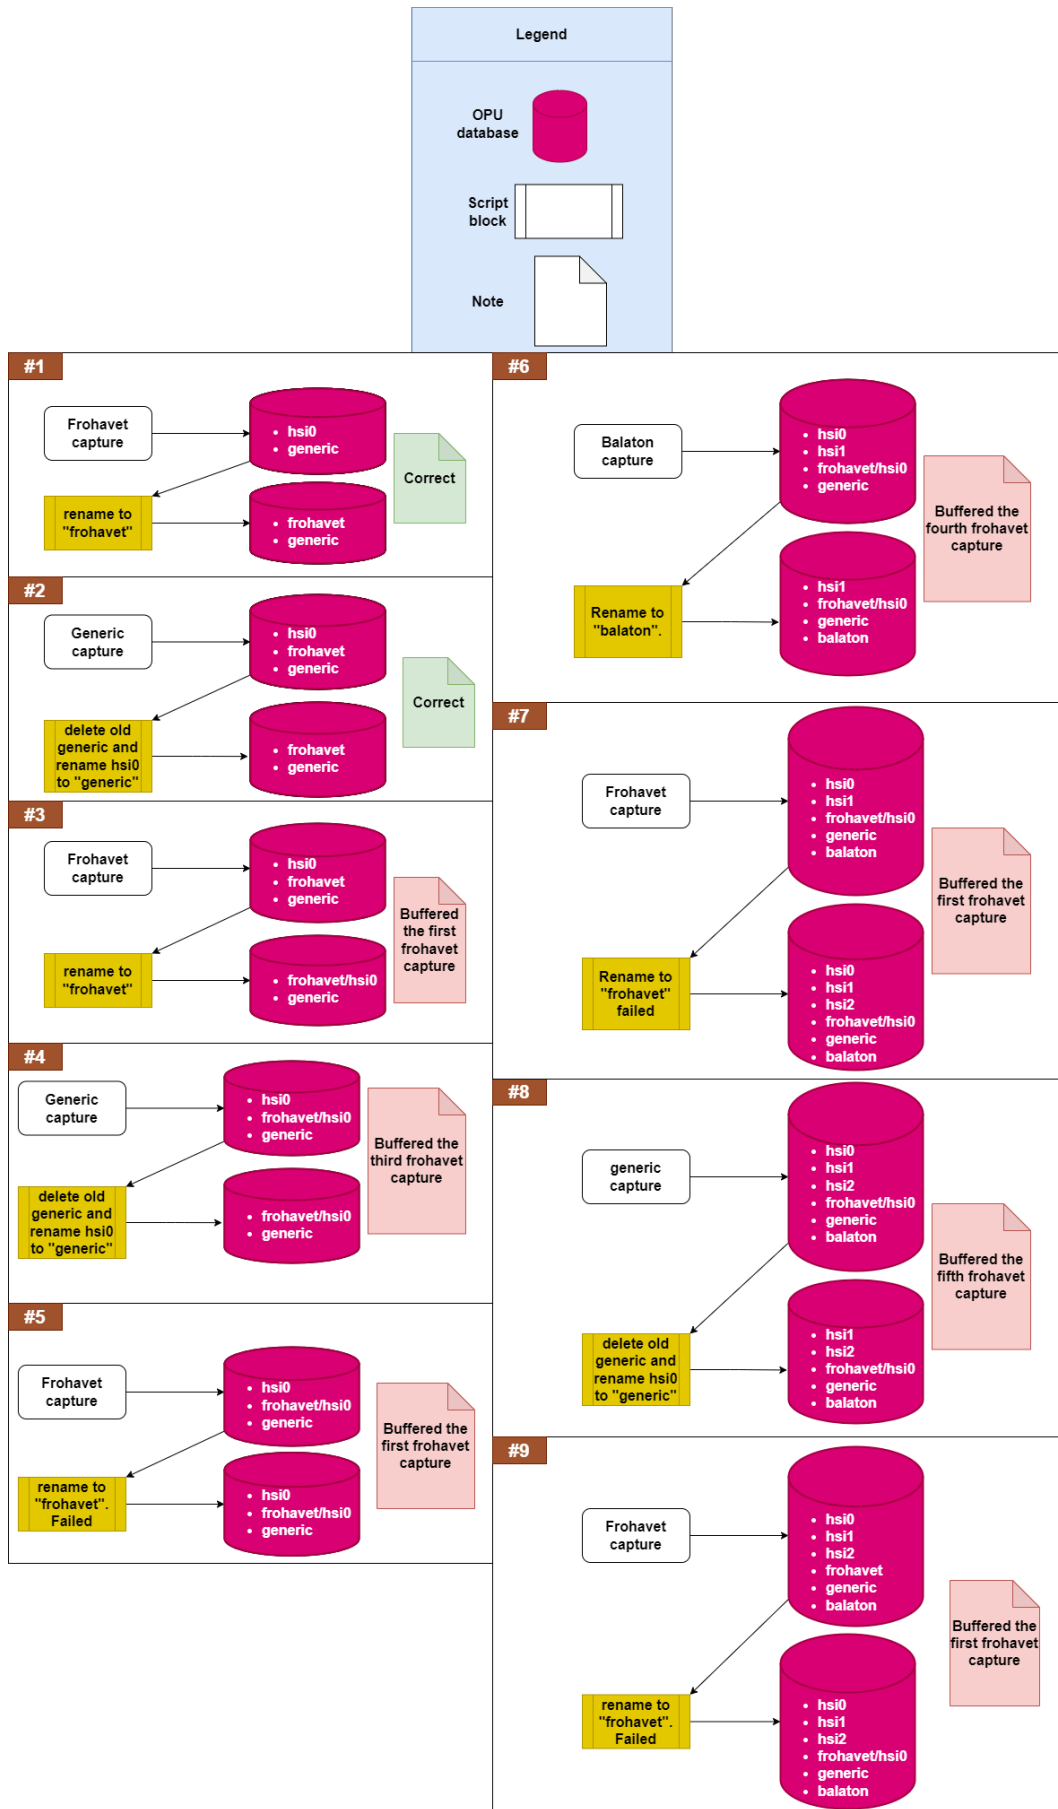 Legend
OPU
database
Script
block
Note
#1
Frohavet
capture
• hsi0
• generic
Correct
rename to
"frohavet"
• frohavet
• generic
#2
Generic
capture
• hsi0
• frohavet
• generic
Correct
delete old
generic and
rename hsi0
to "generic"
• frohavet
• generic
#3
Frohavet
capture
• hsi0
• frohavet
• generic
Buffered
the first
frohavet
capture
rename to
"frohavet"
• frohavet/hsi0
• generic
#4
Generic
capture
• hsi0
• frohavet/hsi0
• generic
Buffered the
third frohavet
capture
delete old
generic and
rename hsi0
to "generic"
• frohavet/hsi0
• generic
#5
Frohavet
capture
• hsi0
• frohavet/hsi0
• generic
Buffered the
first frohavet
capture
rename to
"frohavet".
Failed
• hsi0
• frohavet/hsi0
• generic
#6
Balaton
capture
• hsi0
• hsi1
• frohavet/hsi0
• generic
Buffered the
fourth frohavet
capture
Rename to
"balaton".
• hsi1
• frohavet/hsi0
• generic
• balaton
#7
Frohavet
capture
• hsi0
• hsi1
• frohavet/hsi0
• generic
• balaton
Buffered the
first frohavet
capture
Rename to
"frohavet"
failed
• hsi0
• hsi1
• hsi2
• frohavet/hsi0
• generic
• balaton
#8
generic
capture
• hsi0
• hsi1
• hsi2
• frohavet/hsi0
• generic
• balaton
Buffered the
fifth frohavet
capture
delete old
generic and
rename hsi0
to "generic"
• hsi1
• hsi2
• frohavet/hsi0
• generic
• balaton
#9
Frohavet
capture
• hsi0
• hsi1
• hsi2
• frohavet
• generic
• balaton
Buffered the
first frohavet
capture
rename to
"frohavet".
Failed
• hsi0
• hsi1
• hsi2
• frohavet/hsi0
• generic
• balaton